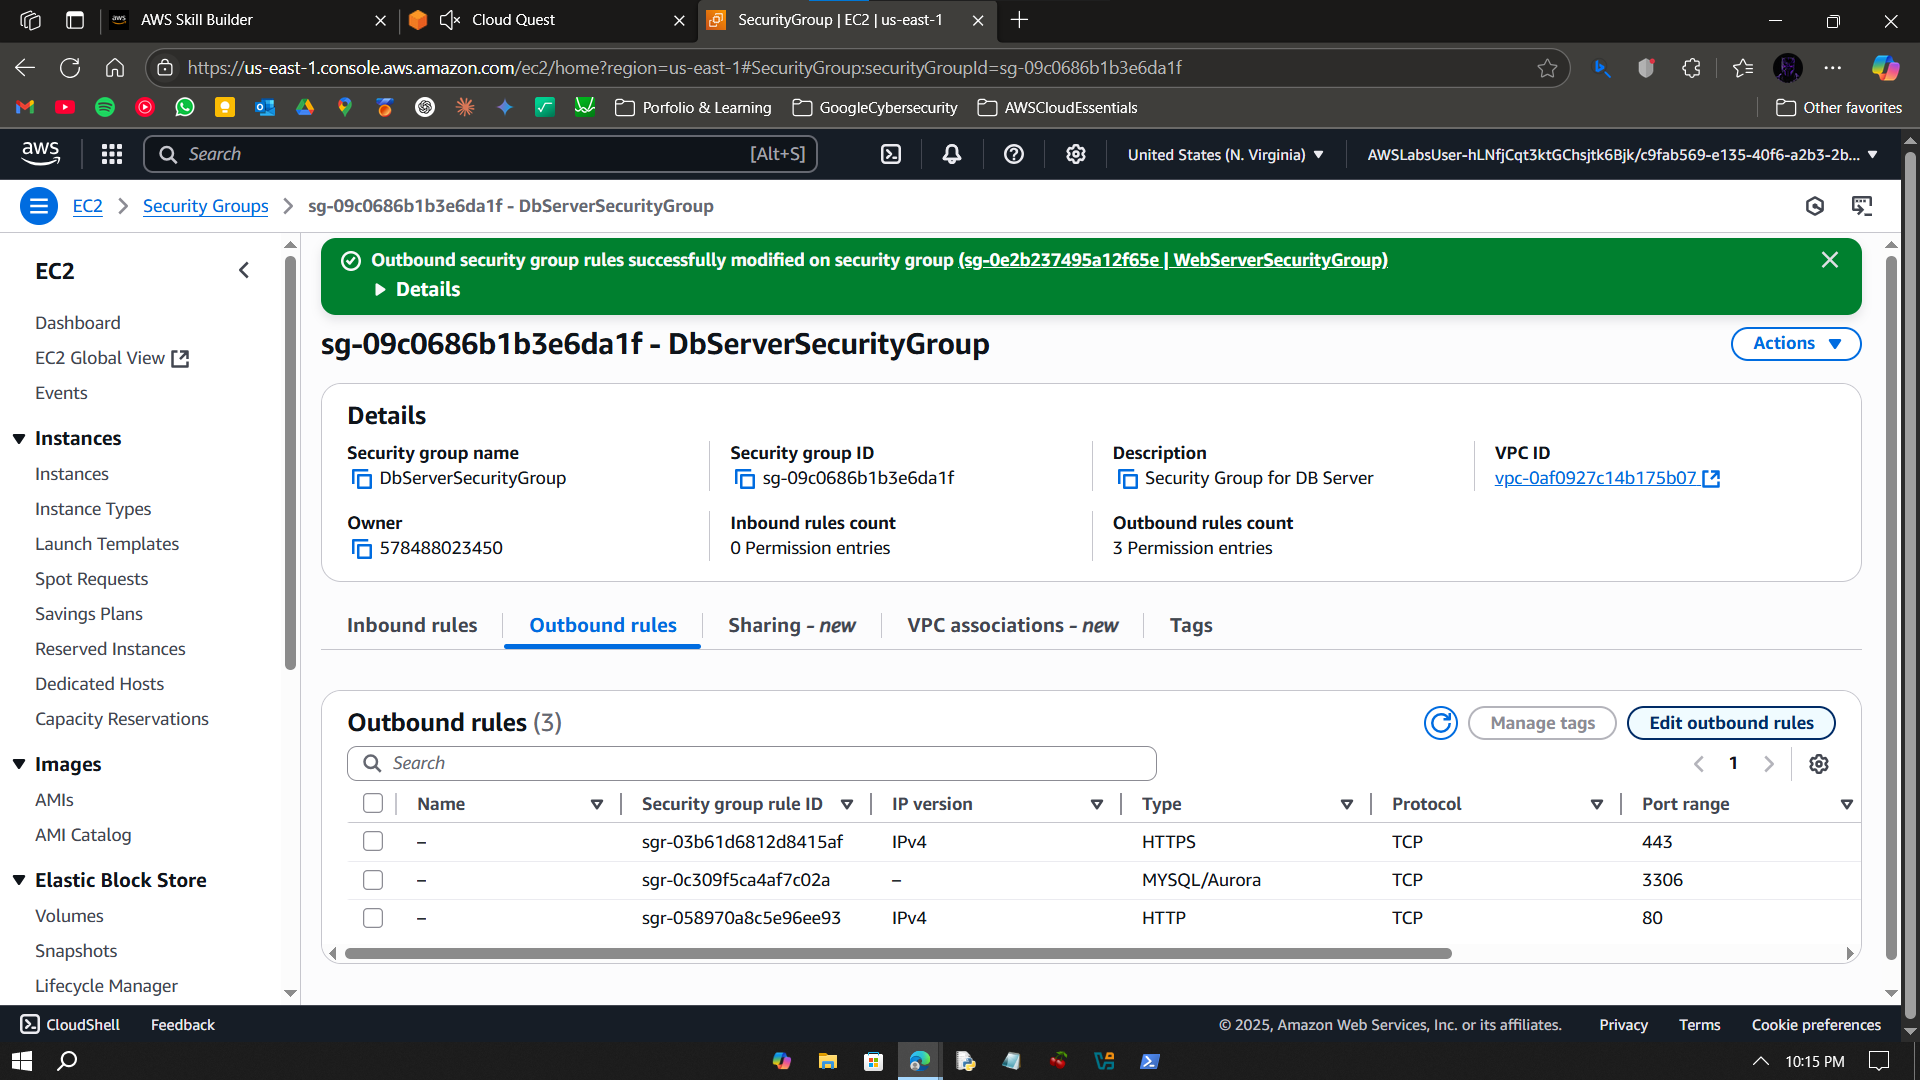 AWS Skill Builder
Cloud Quest
SecurityGroup | EC2 | us-east-1
https://us-east-1.console.aws.amazon.com/ec2/home?region=us-east-1#SecurityGroup:securityGroupId=sg-09c0686b1b3e6da1f
Porfolio & Learning
GoogleCybersecurity
AWSCloudEssentials
Other favorites
aws
Search
[Alt+S]
United States (N. Virginia)
AWSLabsUser-hLNfjCqt3ktGChsjtk6Bjk/c9fab569-e135-40f6-a2b3-2b...
EC2
Security Groups
sg-09c0686b1b3e6da1f - DbServerSecurityGroup
EC2
Dashboard
EC2 Global View
Events
Instances
Instances
Instance Types
Launch Templates
Spot Requests
Savings Plans
Reserved Instances
Dedicated Hosts
Capacity Reservations
Images
AMIs
AMI Catalog
Elastic Block Store
Volumes
Snapshots
Lifecycle Manager
Outbound security group rules successfully modified on security group (sg-0e2b237495a12f65e | WebServerSecurityGroup)
Details
sg-09c0686b1b3e6da1f - DbServerSecurityGroup
Actions
Details
Security group name
DbServerSecurityGroup
Security group ID
sg-09c0686b1b3e6da1f
Description
Security Group for DB Server
VPC ID
vpc-0af0927c14b175b07
Owner
578488023450
Inbound rules count
0 Permission entries
Outbound rules count
3 Permission entries
Inbound rules
Outbound rules
Sharing - new
VPC associations - new
Tags
Outbound rules (3)
Manage tags
Edit outbound rules
Search
1
Name Security group rule ID IP version Type Protocol Port range
– sgr-03b61d6812d8415af IPv4 HTTPS TCP 443
– sgr-0c309f5ca4af7c02a – MYSQL/Aurora TCP 3306
– sgr-058970a8c5e96ee93 IPv4 HTTP TCP 80
CloudShell
Feedback
© 2025, Amazon Web Services, Inc. or its affiliates.
Privacy
Terms
Cookie preferences
10:15 PM